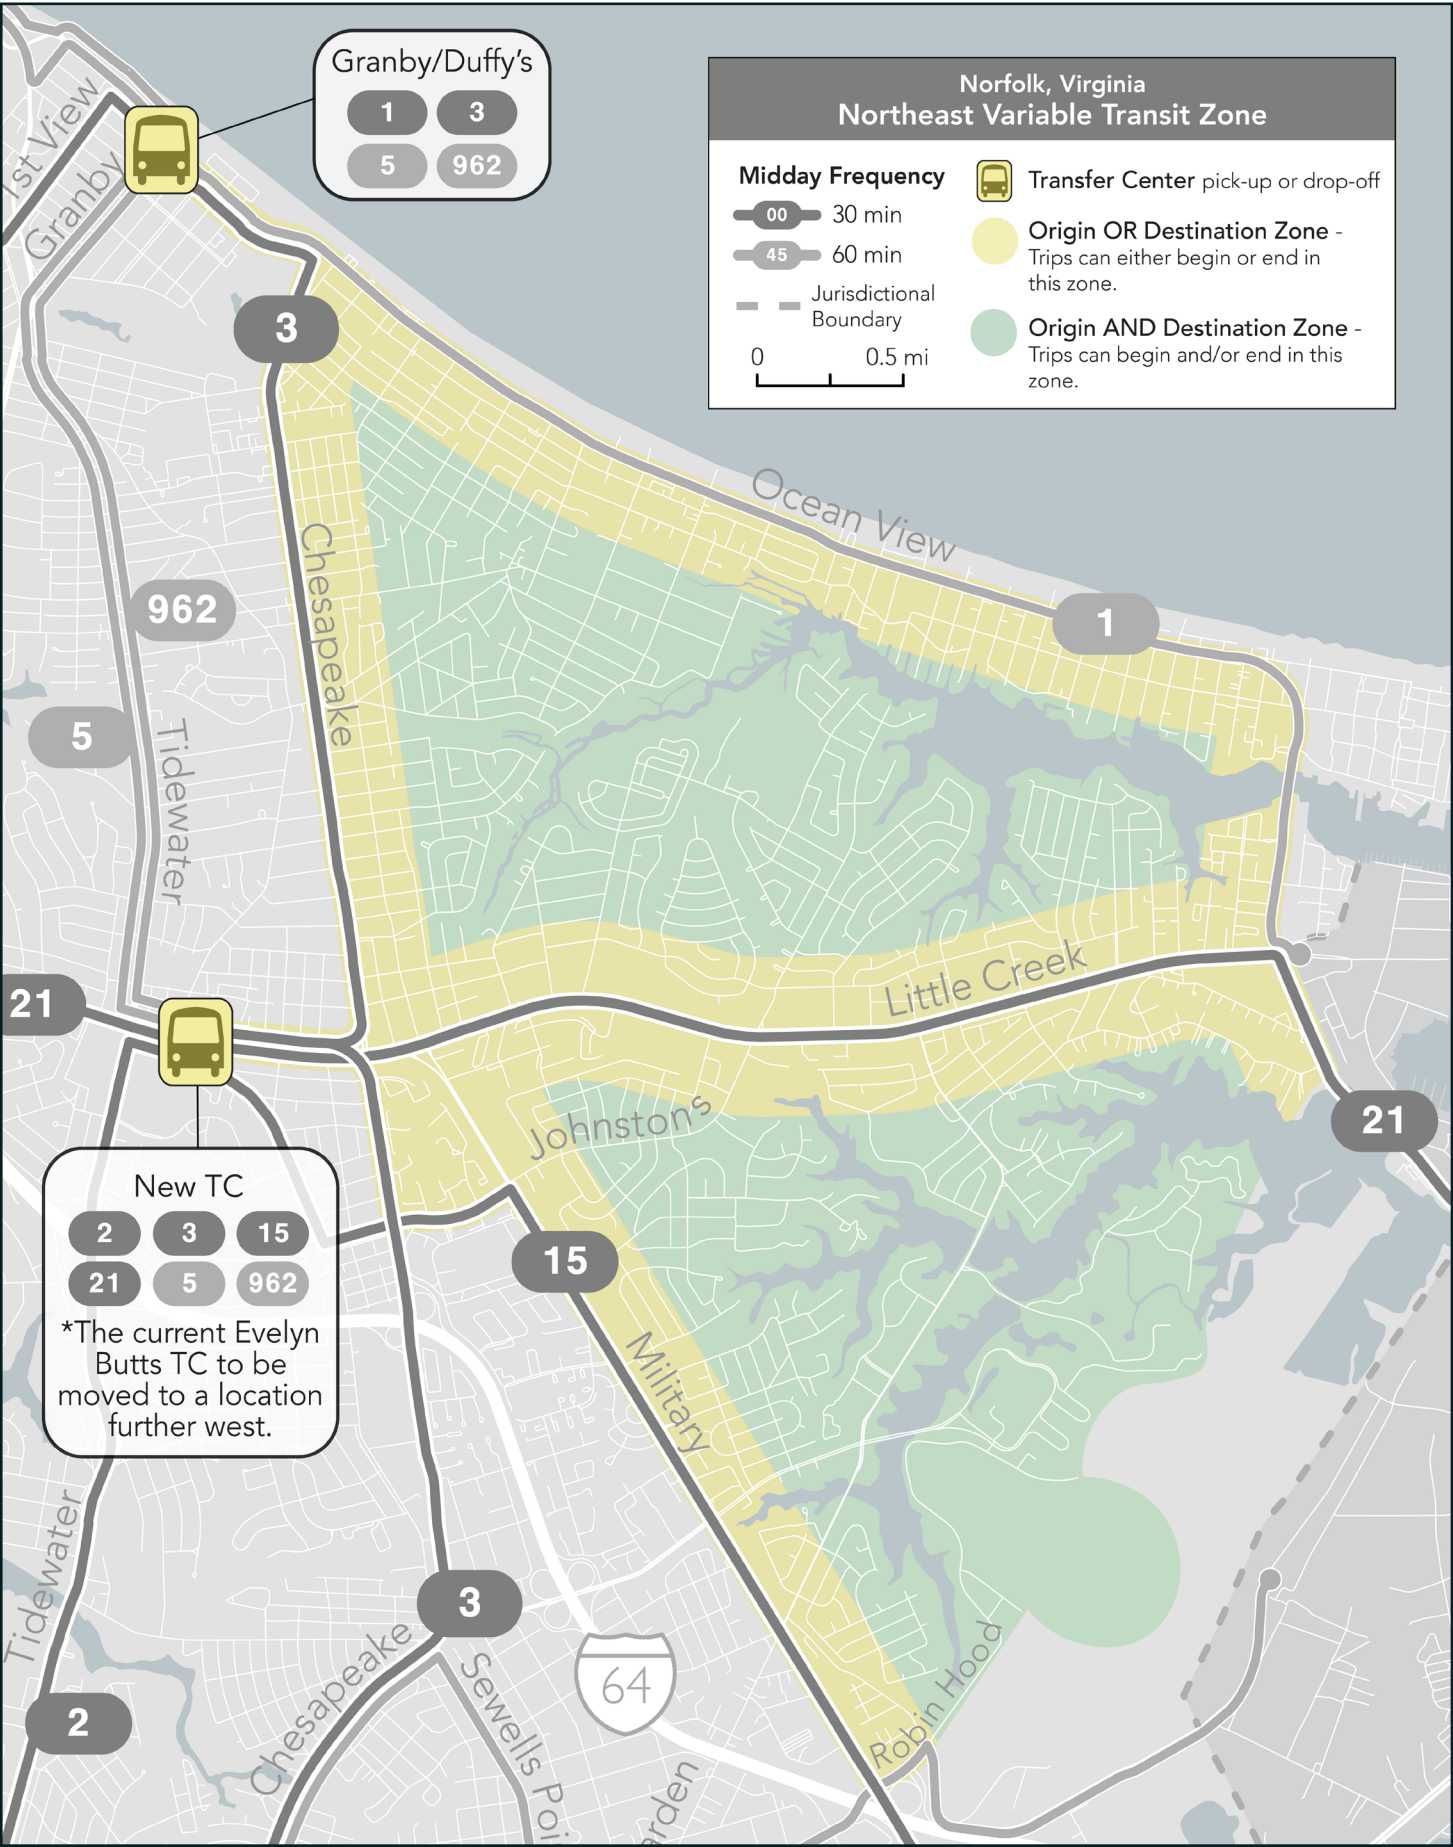 Granby/Duffy's
1 3
5 962
Norfolk, Virginia
Northeast Variable Transit Zone
Midday Frequency
00 30 min
45 60 min
Jurisdictional
Boundary
0 0.5 mi
Transfer Center pick-up or drop-off
Origin OR Destination Zone -
Trips can either begin or end in
this zone.
Origin AND Destination Zone -
Trips can begin and/or end in this
zone.
1st View
Granby
3
Ocean View
Chesapeake
962
1
5
Tidewater
21
Little Creek
Johnstons
21
New TC
2 3 15
21 5 962
*The current Evelyn
Butts TC to be
moved to a location
further west.
15
Military
Tidewater
3
Chesapeake
Sewells Poi
64
Robin Hood
2
arden